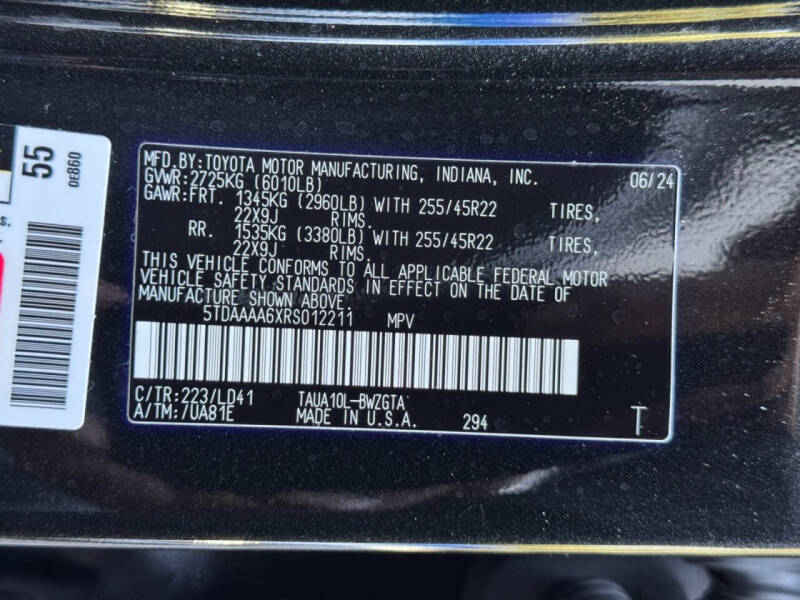 55
0E860
s.
MFD.BY:TOYOTA MOTOR MANUFACTURING, INDIANA, INC. 06/24
GVWR:2725KG (6010LB)
GAWR:FRT. 1345KG (2960LB) WITH 255/45R22 TIRES,
22X9J RIMS.
RR. 1535KG (3380LB) WITH 255/45R22 TIRES,
22X9J RIMS.
THIS VEHICLE CONFORMS TO ALL APPLICABLE FEDERAL MOTOR
VEHICLE SAFETY STANDARDS IN EFFECT ON THE DATE OF
MANUFACTURE SHOWN ABOVE.
5TDAAAA6XRS012211 MPV
C/TR:223/LD41 TAUA10L-BWZGTA
A/TM:/UA81E MADE IN U.S.A. 294 T